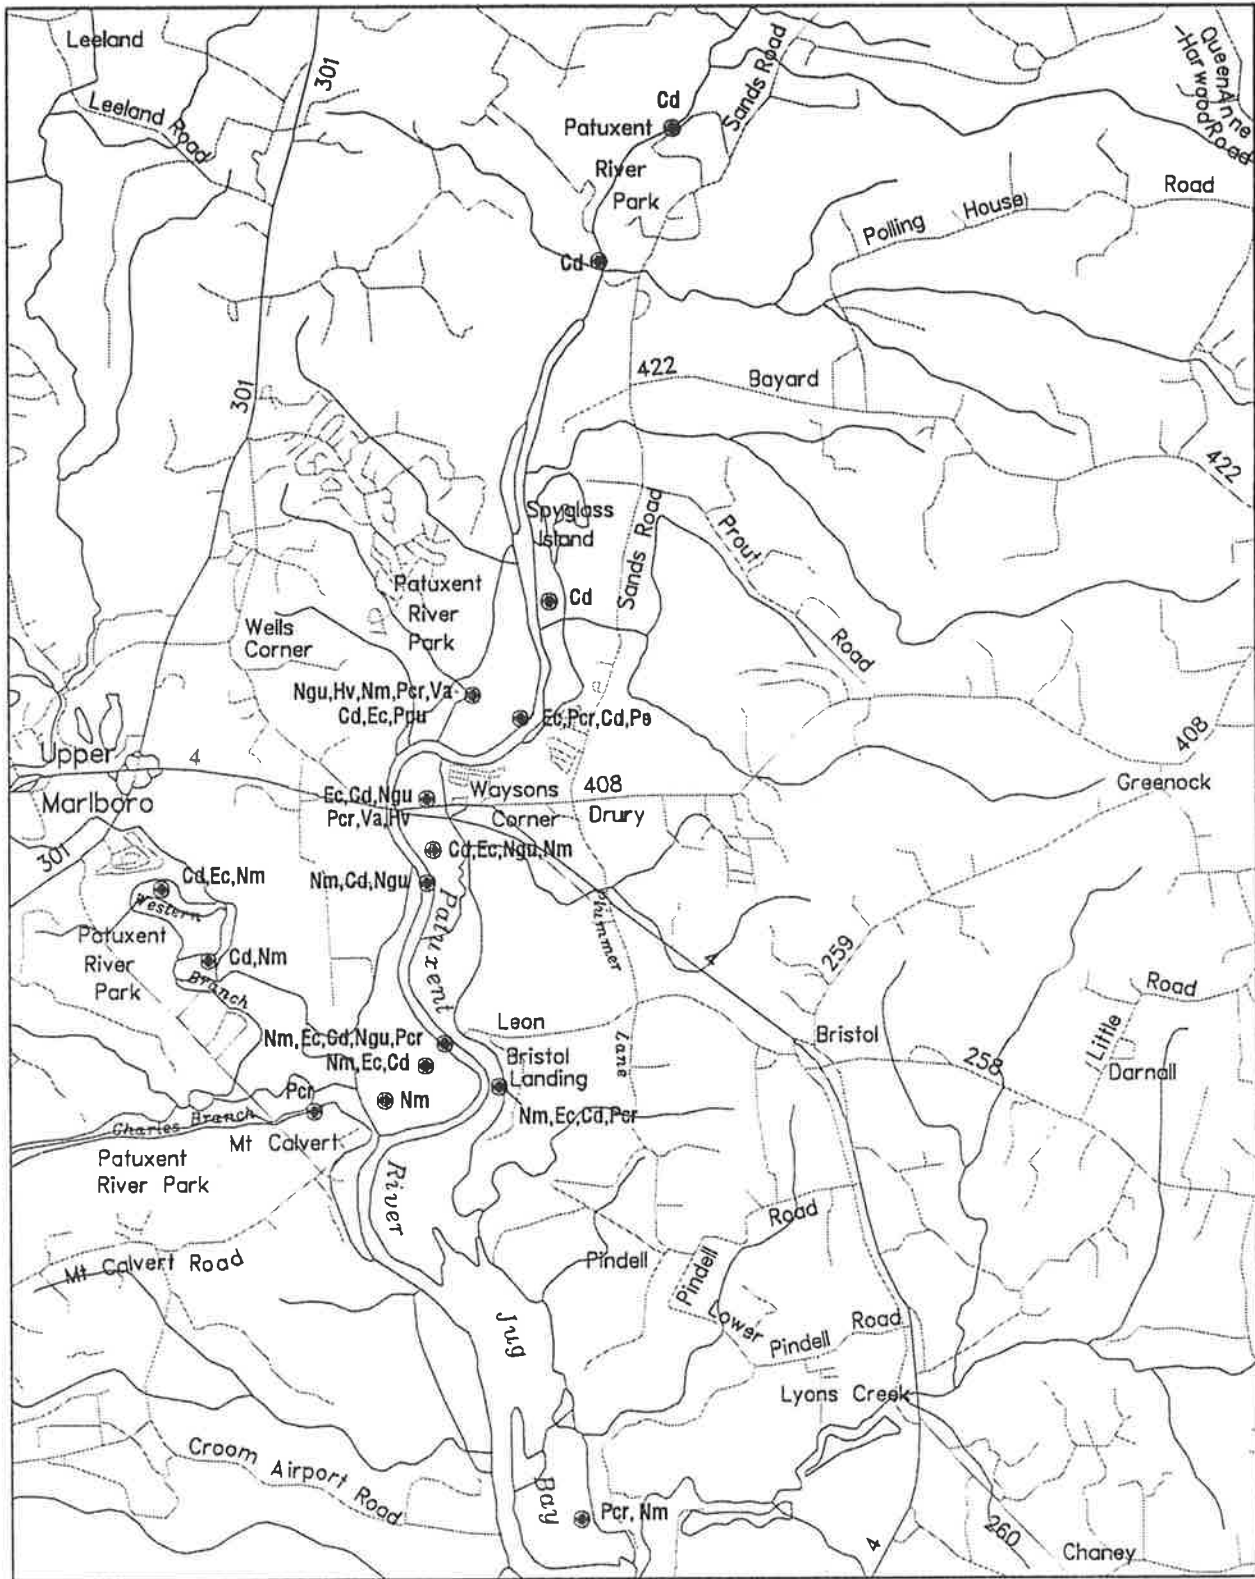 Leeland
Leeland Road
301
301
Cd
Patuxent
River
Park
Sands Road
Queen Anne
-Harwood Road
Polling House Road
Cd
422
Bayard
422
Spyglass
Island
Sands Road
Prout Road
Cd
Patuxent
River
Park
Wells
Corner
Ngu,Hv,Nm,Pcr,Va
Cd,Ec,Ppu
Ec,Pcr,Cd,Pe
Upper
Marlboro
4
408
Greenock
Ec,Cd,Ngu
Pcr,Va,Hv
Waysons
Corner
408
Drury
301
Cd,Ec,Ngu,Nm
Nm,Cd,Ngu
Cd,Ec,Nm
Western
Branch
Patuxent
River
Park
Cd,Nm
Patuxent
River
Plummer
Lane
4
259
Little Road
Leon
Bristol
258
Darnall
Nm,Ec,Cd,Ngu,Pcr
Nm,Ec,Cd
Bristol
Landing
Nm
Nm,Ec,Cd,Pcr
Pcr
Charles Branch
Mt Calvert
Patuxent
River Park
Mt Calvert Road
Pindell
Pindell Road
Lower Pindell Road
Jug
Bay
Lyons Creek
Croom Airport Road
Pcr,Nm
4
260
Chaney